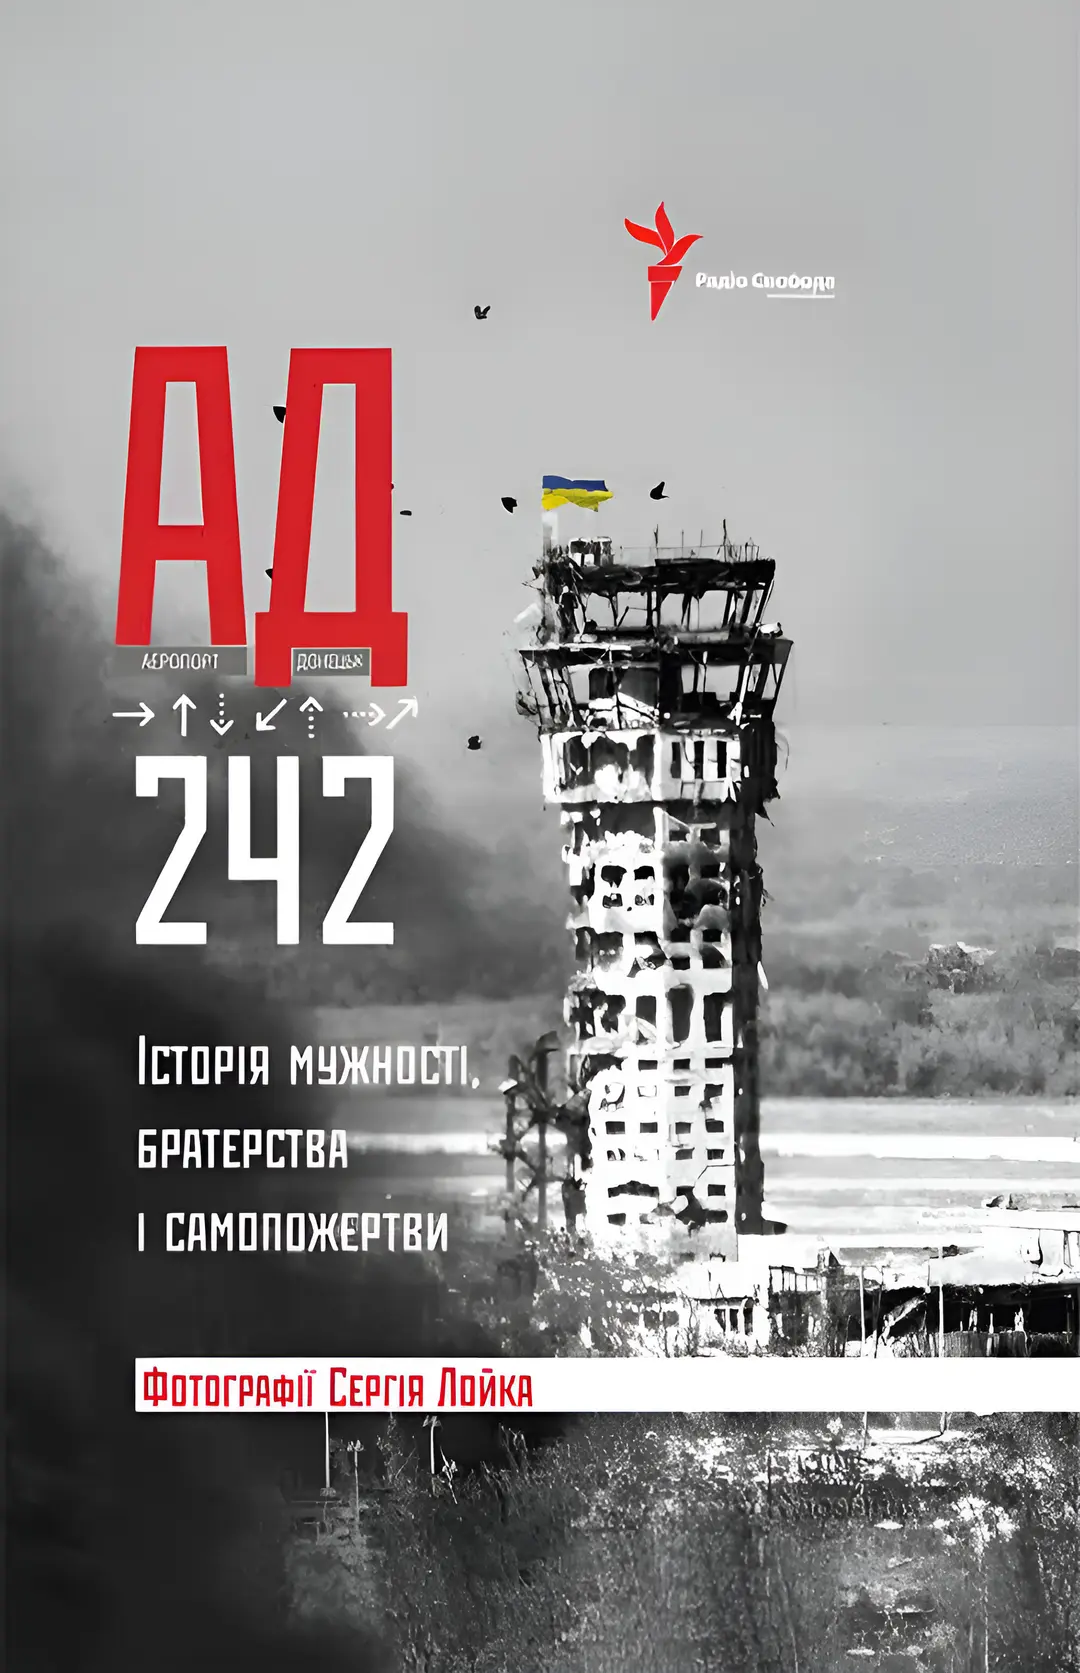 Радіо Свобода
АД
АЕРОПОРТ ДОНЕЦЬК
242
Історія мужності,
братерства
і самопожертви
Фотографії Сергія Лойка